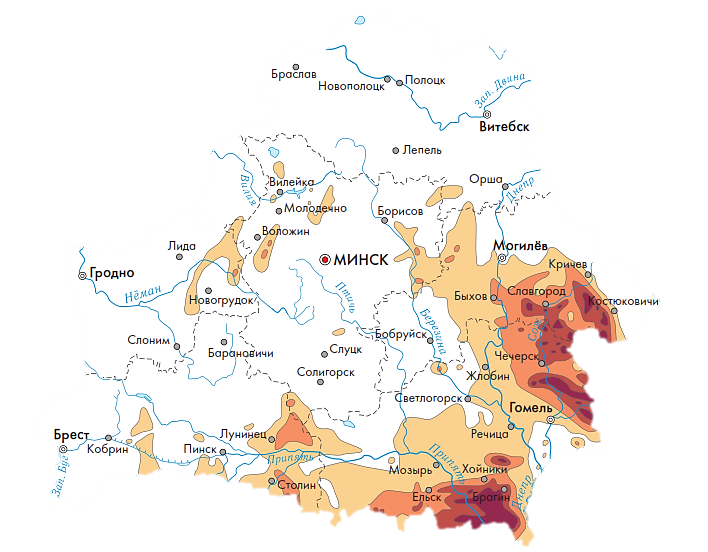 Браслав
Новополоцк
Полоцк
Зап. Двина
Витебск
Лепель
Орша
Днепр
Вилия
Вилейка
Молодечно
Борисов
Воложин
Лида
МИНСК
Могилёв
Кричев
Гродно
Нёман
Новогрудок
Птичь
Быхов
Славгород
Костюковичи
Березина
Сож
Слоним
Барановичи
Слуцк
Бобруйск
Чечерск
Солигорск
Жлобин
Светлогорск
Гомель
Брест
Кобрин
Лунинец
Пинск
Припять
Речица
Припять
Мозырь
Хойники
Зап. Буг
Столин
Ельск
Брагин
Днепр